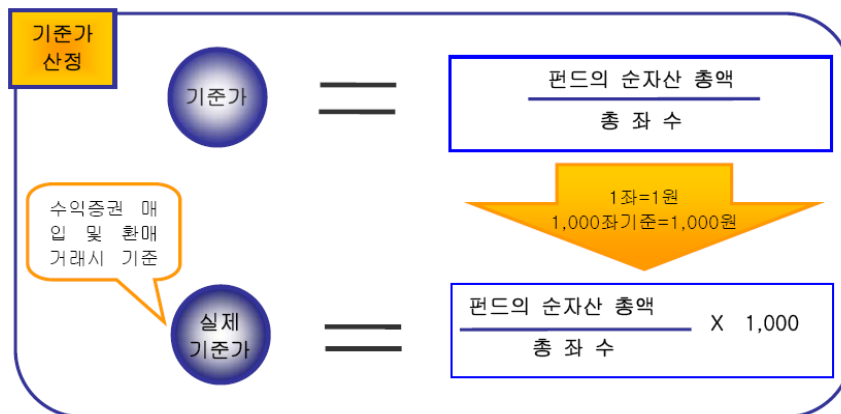 기준가
산정
기준가
펀드의 순자산 총액
총 좌 수
1좌=1원
1,000좌기준=1,000원
수익증권 매
입 및 환매
거래시 기준
실제
기준가
펀드의 순자산 총액
총 좌 수
X 1,000